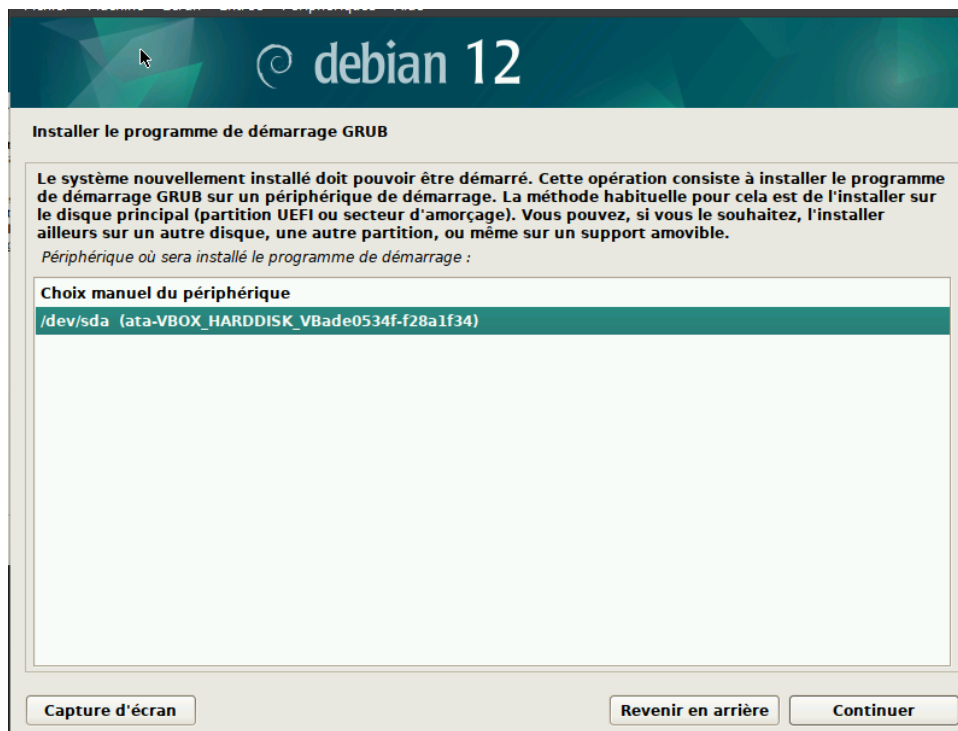 debian 12
Installer le programme de démarrage GRUB
Le système nouvellement installé doit pouvoir être démarré. Cette opération consiste à installer le programme
de démarrage GRUB sur un périphérique de démarrage. La méthode habituelle pour cela est de l'installer sur
le disque principal (partition UEFI ou secteur d'amorçage). Vous pouvez, si vous le souhaitez, l'installer
ailleurs sur un autre disque, une autre partition, ou même sur un support amovible.
Périphérique où sera installé le programme de démarrage :
Choix manuel du périphérique
/dev/sda (ata-VBOX_HARDDISK_VBade0534f-f28a1f34)
Capture d'écran
Revenir en arrière
Continuer